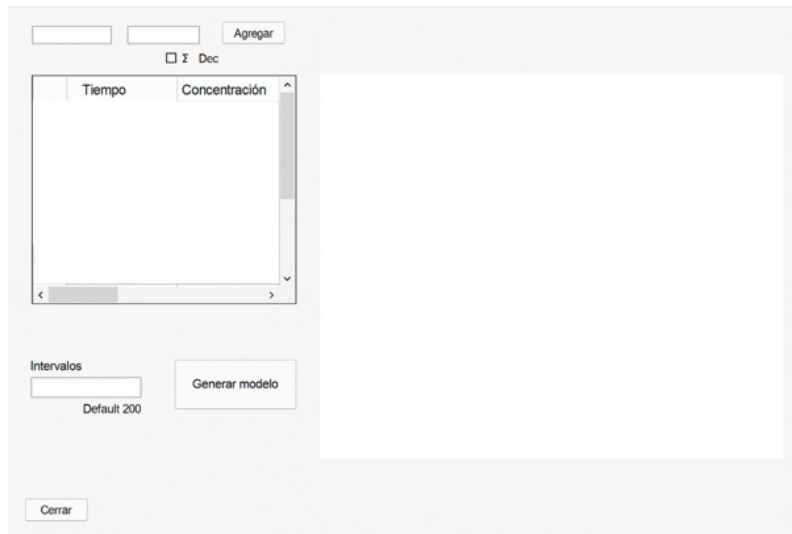 Agregar
Σ Dec
Tiempo Concentración
Intervalos
Generar modelo
Default 200
Cerrar